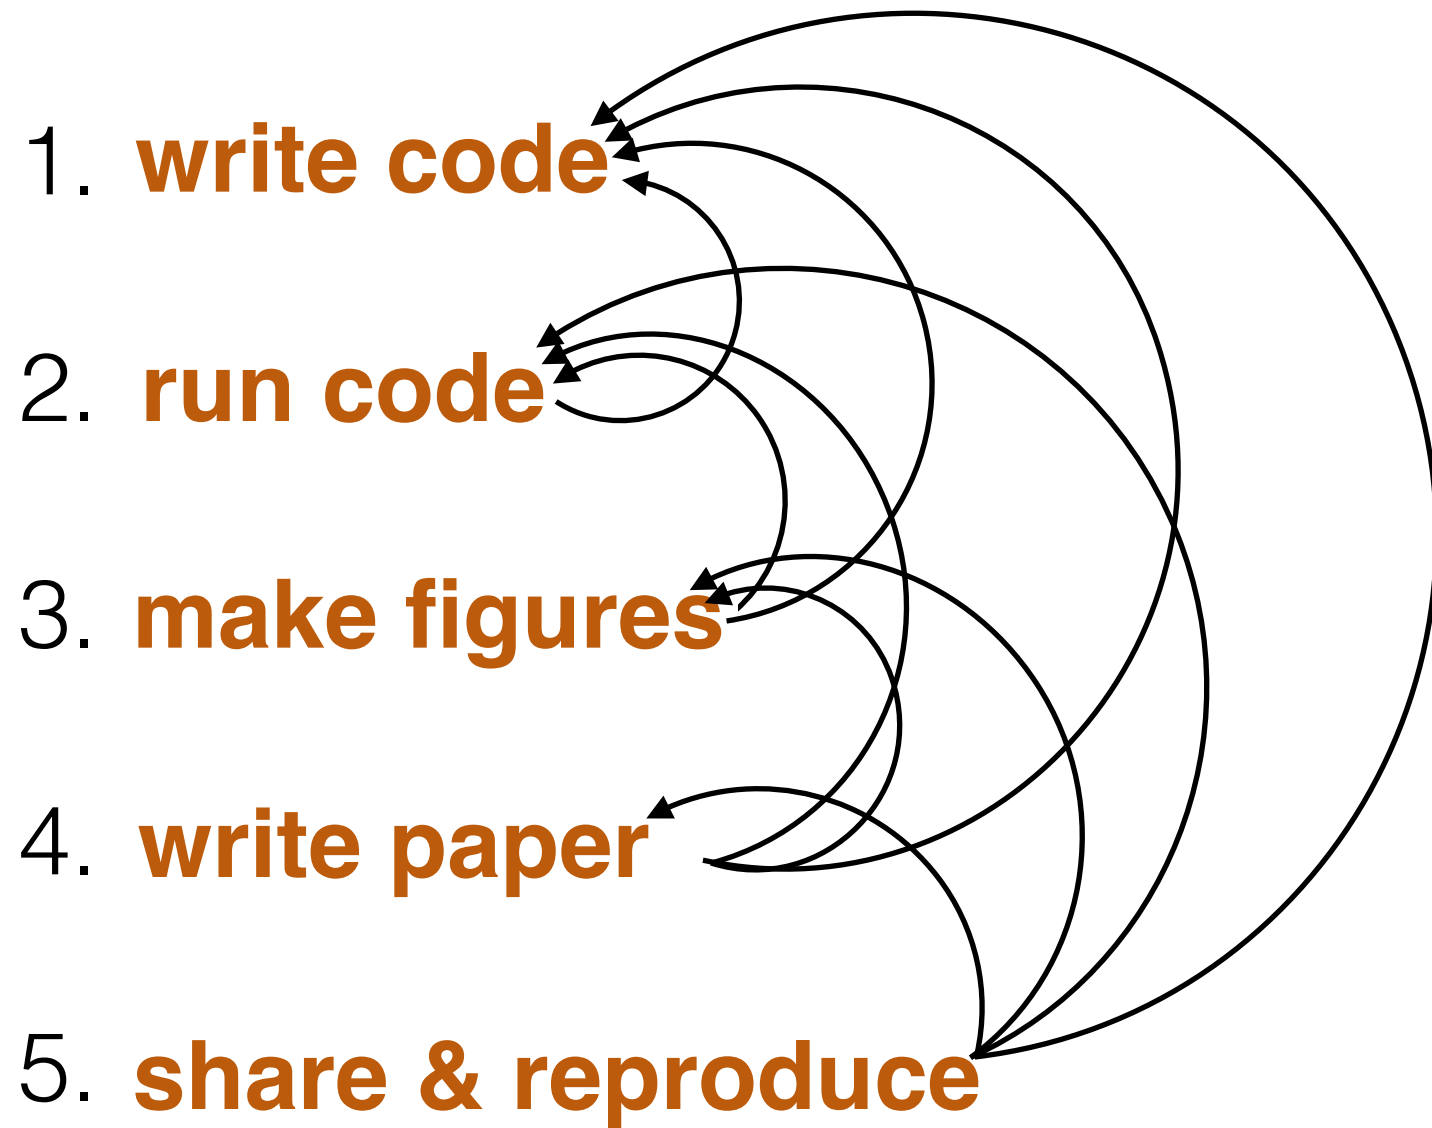 1. write code
2. run code
3. make figures
4. write paper
5. share & reproduce